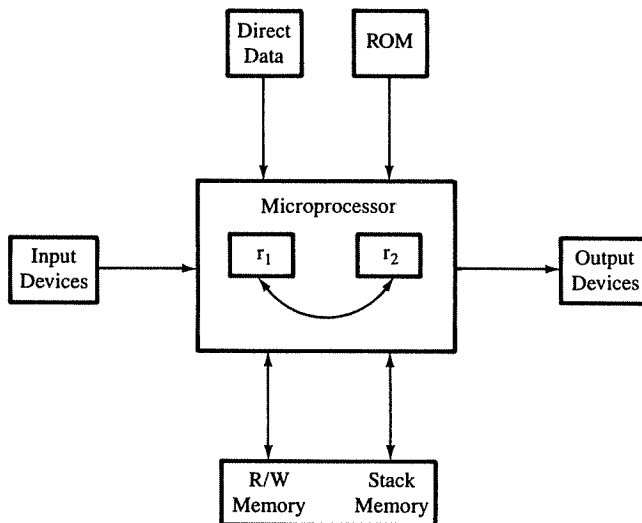 Direct
Data
ROM
Microprocessor
r1
r2
Input
Devices
Output
Devices
R/W
Memory
Stack
Memory